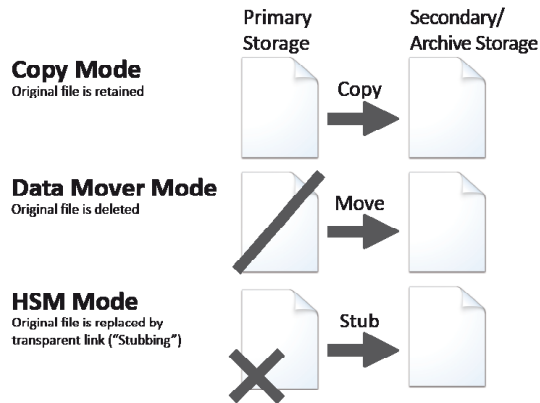 Primary
Storage
Secondary/
Archive Storage
Copy Mode
Original file is retained
Copy
Data Mover Mode
Original file is deleted
Move
HSM Mode
Original file is replaced by
transparent link ("Stubbing")
Stub